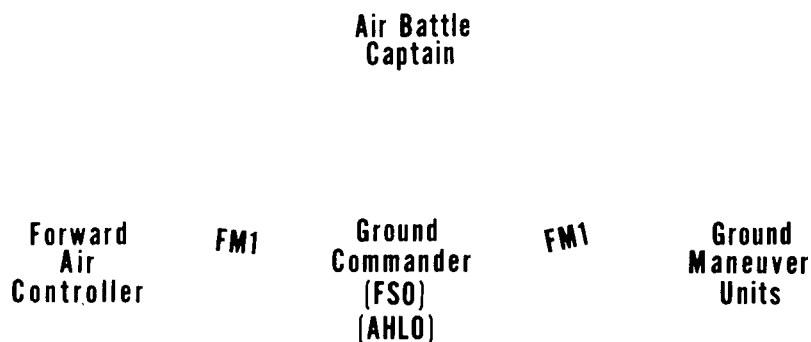 Air Battle
Captain
Forward
Air
Controller
FM1
Ground
Commander
(FSO)
(AHLO)
FM1
Ground
Maneuver
Units